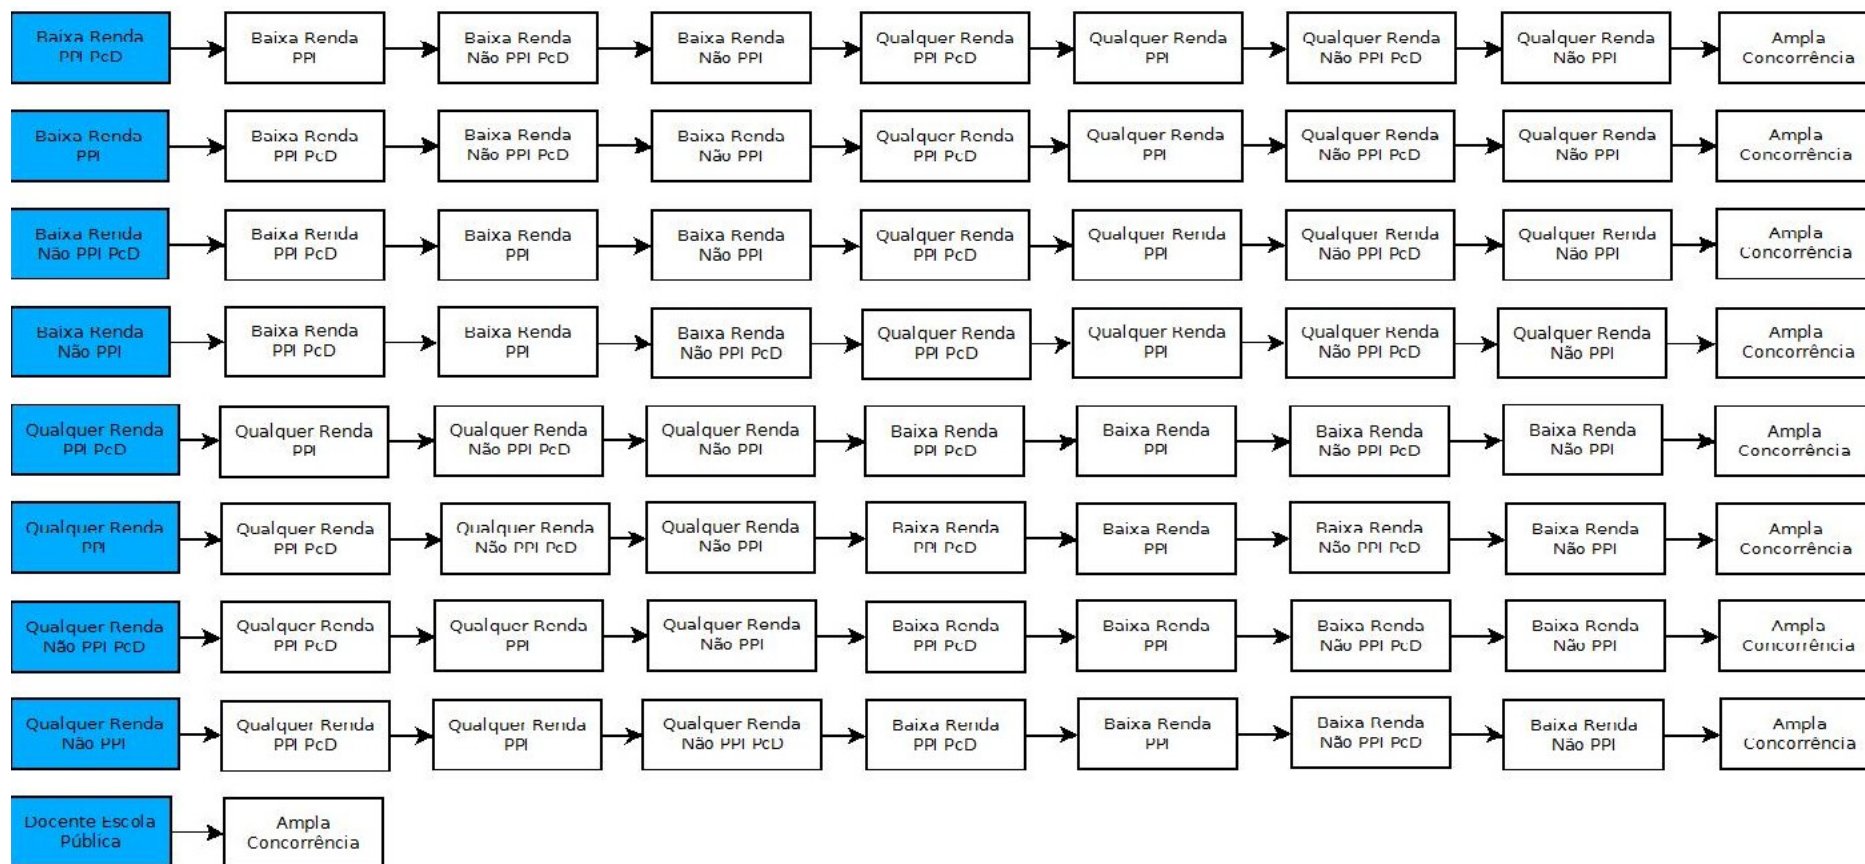 Baixa Renda
PPI PcD
Baixa Renda
PPI
Baixa Renda
Não PPI PcD
Baixa Renda
Não PPI
Qualquer Renda
PPI PcD
Qualquer Renda
PPI
Qualquer Renda
Não PPI PcD
Qualquer Renda
Não PPI
Ampla
Concorrência
Baixa Renda
PPI
Baixa Renda
PPI PcD
Baixa Renda
Não PPI PcD
Baixa Renda
Não PPI
Qualquer Renda
PPI PcD
Qualquer Renda
PPI
Qualquer Renda
Não PPI PcD
Qualquer Renda
Não PPI
Ampla
Concorrência
Baixa Renda
Não PPI PcD
Baixa Renda
PPI PcD
Baixa Renda
PPI
Baixa Renda
Não PPI
Qualquer Renda
PPI PcD
Qualquer Renda
PPI
Qualquer Renda
Não PPI PcD
Qualquer Renda
Não PPI
Ampla
Concorrência
Baixa Renda
Não PPI
Baixa Renda
PPI PcD
Baixa Renda
PPI
Baixa Renda
Não PPI PcD
Qualquer Renda
PPI PcD
Qualquer Renda
PPI
Qualquer Renda
Não PPI PcD
Qualquer Renda
Não PPI
Ampla
Concorrência
Qualquer Renda
PPI PcD
Qualquer Renda
PPI
Qualquer Renda
Não PPI PcD
Qualquer Renda
Não PPI
Baixa Renda
PPI PcD
Baixa Renda
PPI
Baixa Renda
Não PPI PcD
Baixa Renda
Não PPI
Ampla
Concorrência
Qualquer Renda
PPI
Qualquer Renda
PPI PcD
Qualquer Renda
Não PPI PcD
Qualquer Renda
Não PPI
Baixa Renda
PPI PcD
Baixa Renda
PPI
Baixa Renda
Não PPI PcD
Baixa Renda
Não PPI
Ampla
Concorrência
Qualquer Renda
Não PPI PcD
Qualquer Renda
PPI PcD
Qualquer Renda
PPI
Qualquer Renda
Não PPI
Baixa Renda
PPI PcD
Baixa Renda
PPI
Baixa Renda
Não PPI PcD
Baixa Renda
Não PPI
Ampla
Concorrência
Qualquer Renda
Não PPI
Qualquer Renda
PPI PcD
Qualquer Renda
PPI
Qualquer Renda
Não PPI PcD
Baixa Renda
PPI PcD
Baixa Renda
PPI
Baixa Renda
Não PPI PcD
Baixa Renda
Não PPI
Ampla
Concorrência
Docente Escola
Pública
Ampla
Concorrência